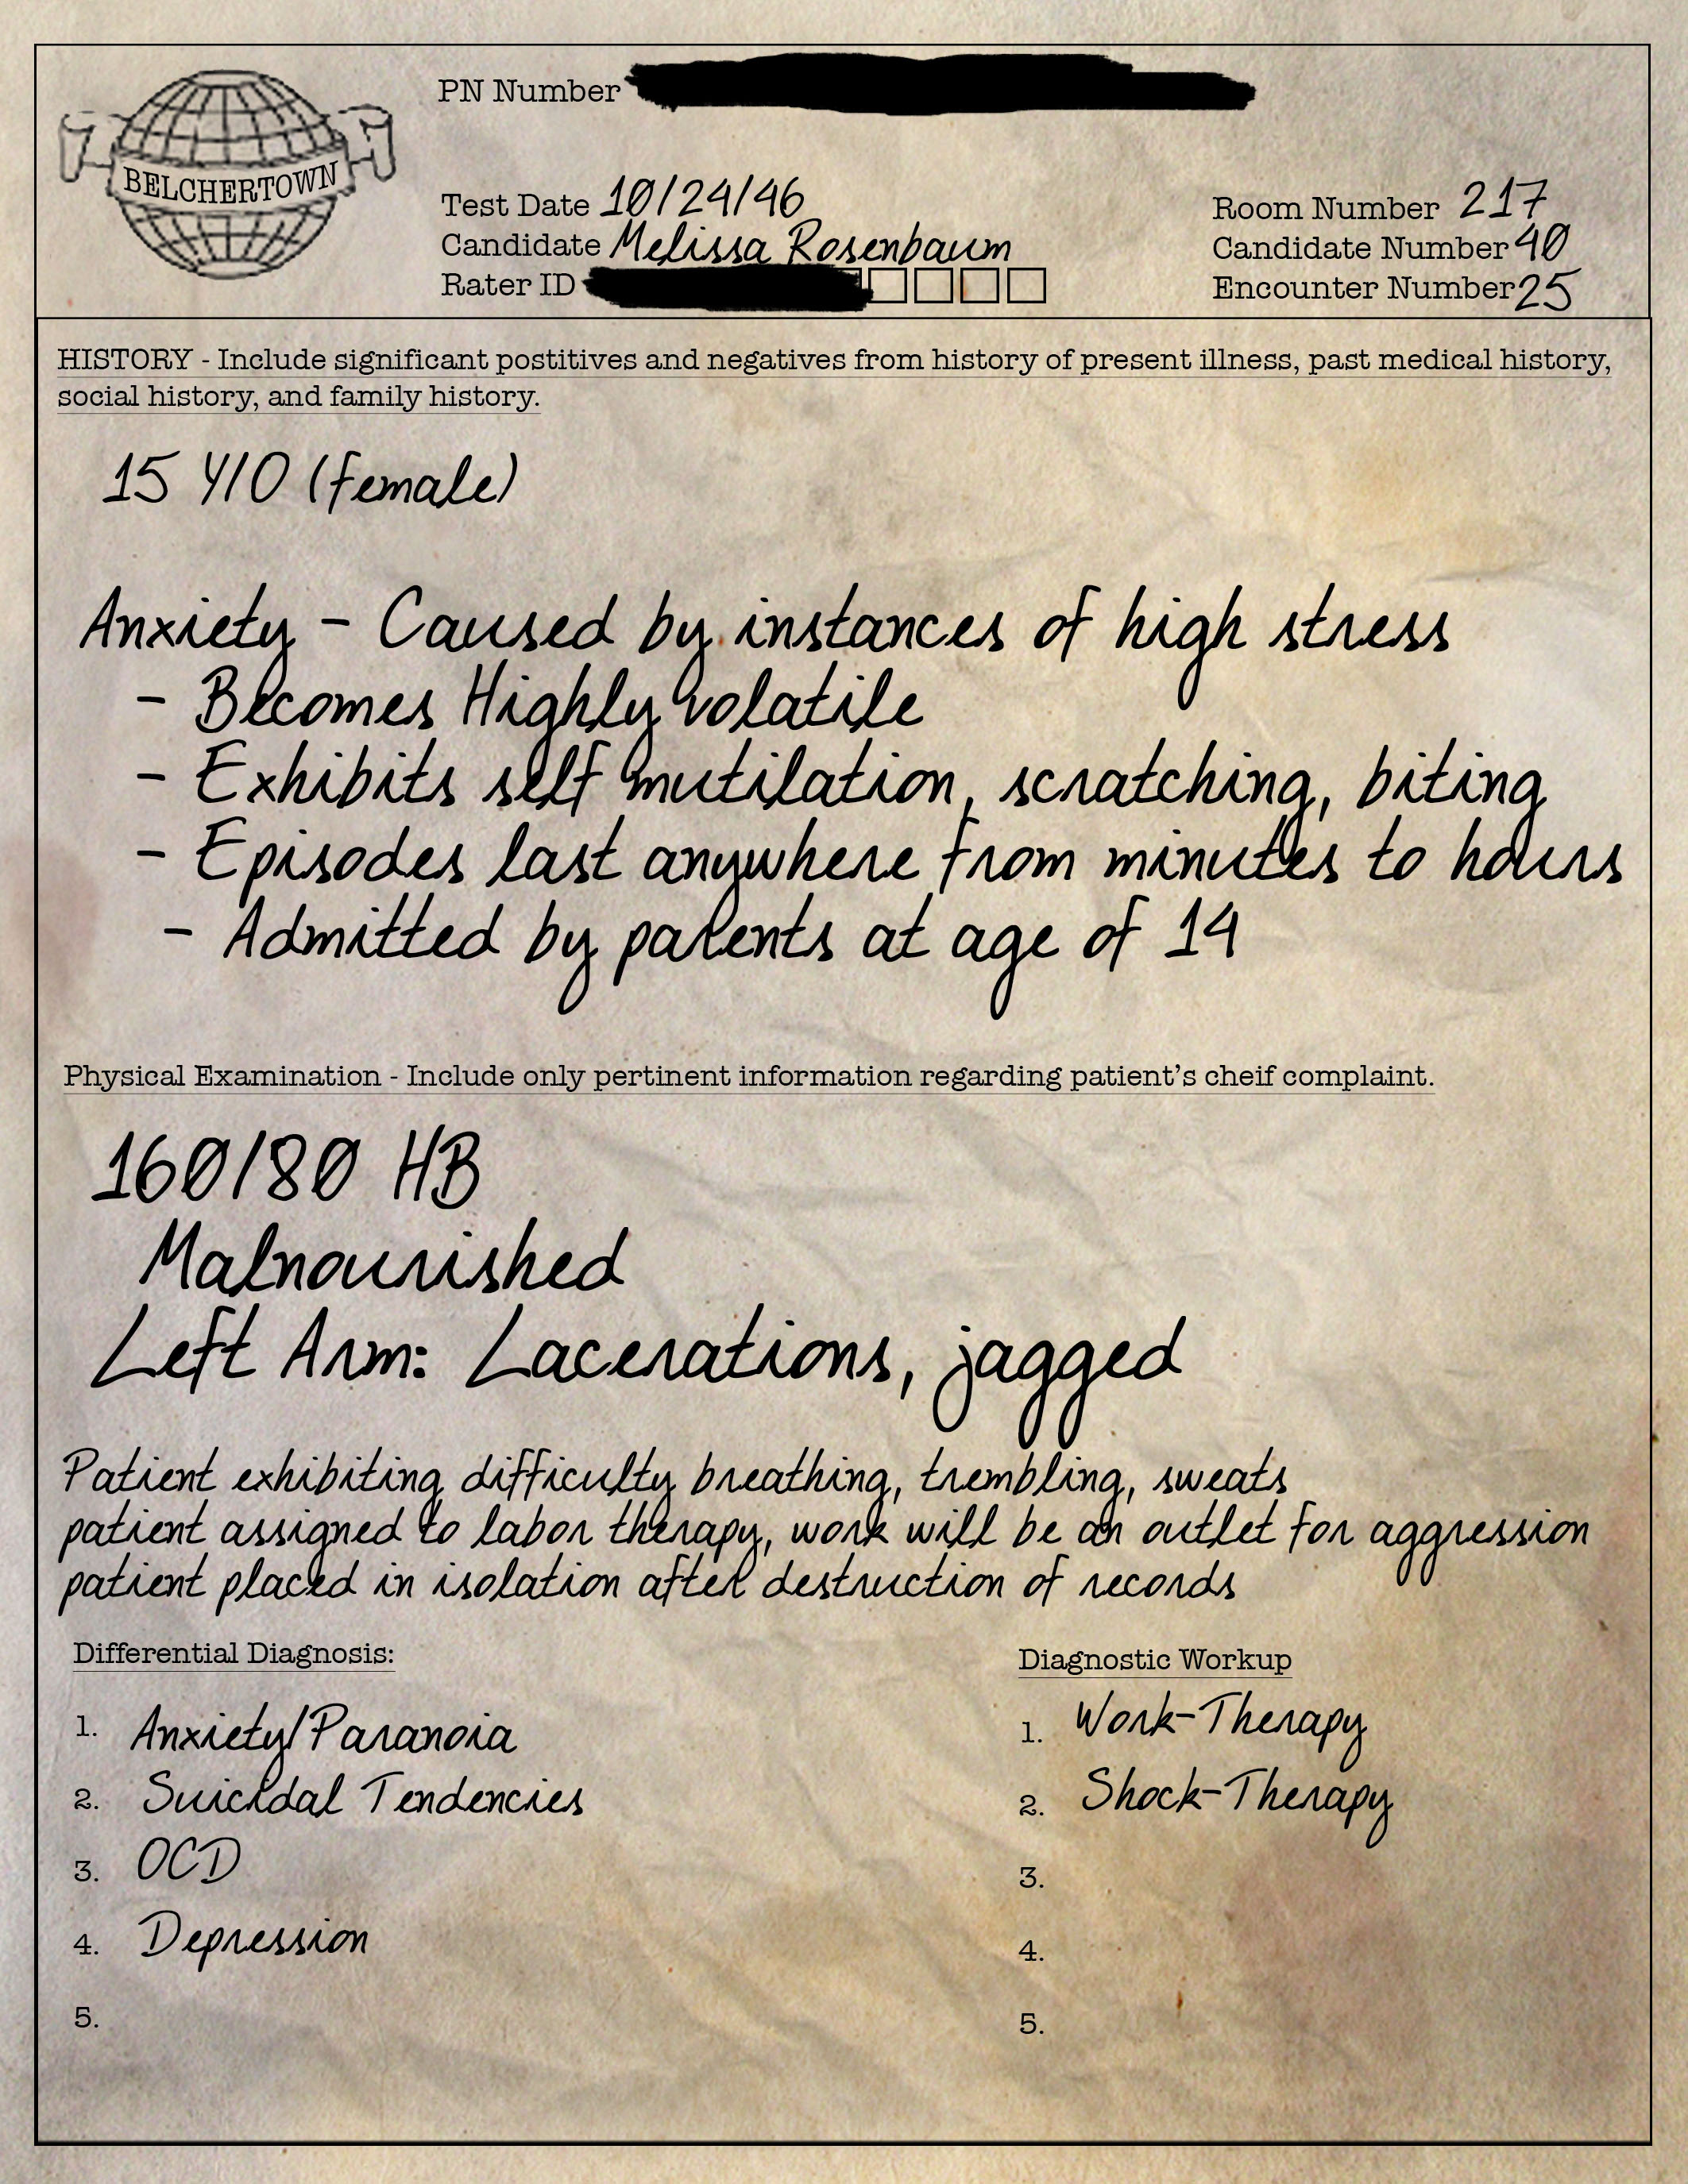 BELCHERTOWN
PN Number
Test Date 10/24/46
Candidate Melissa Rosenbaum
Rater ID
Room Number 217
Candidate Number 40
Encounter Number 25
HISTORY - Include significant postitives and negatives from history of present illness, past medical history,
social history, and family history.
15 Y/O (female)
Anxiety - Caused by instances of high stress
- Becomes Highly volatile
- Exhibits self mutilation, scratching, biting
- Episodes last anywhere from minutes to hours
- Admitted by parents at age of 14
Physical Examination - Include only pertinent information regarding patient's cheif complaint.
160/80 HB
Malnourished
Left Arm: Lacerations, jagged
Patient exhibiting difficulty breathing, trembling, sweats
patient assigned to labor therapy, work will be an outlet for aggression
patient placed in isolation after destruction of records
Differential Diagnosis:
1. Anxiety/Paranoia
2. Suicidal Tendencies
3. OCD
4. Depression
5.
Diagnostic Workup
1. Work-Therapy
2. Shock-Therapy
3.
4.
5.